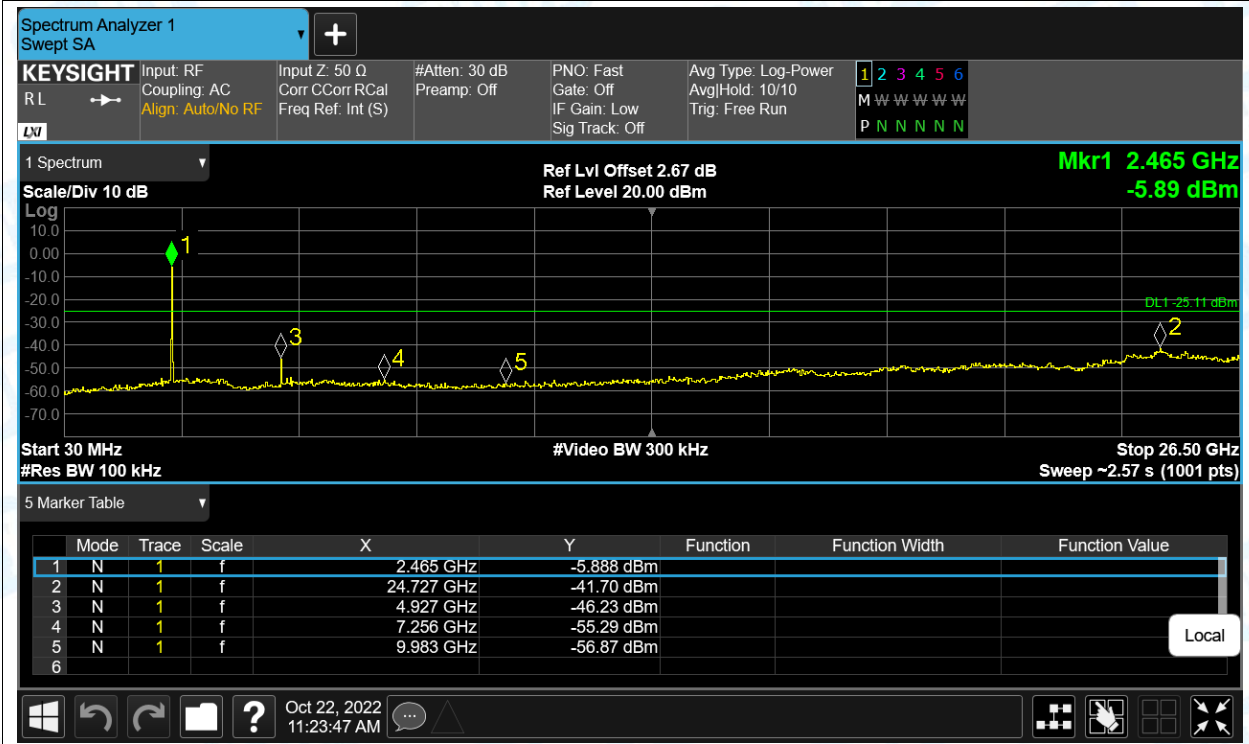 Spectrum Analyzer 1
Swept SA
+
KEYSIGHT
R L
LXI
Input: RF
Coupling: AC
Align: Auto/No RF
Input Z: 50 Ω
Corr CCorr RCal
Freq Ref: Int (S)
#Atten: 30 dB
Preamp: Off
PNO: Fast
Gate: Off
IF Gain: Low
Sig Track: Off
Avg Type: Log-Power
Avg|Hold: 10/10
Trig: Free Run
1 2 3 4 5 6
M W W W W W
P N N N N N
1 Spectrum
Scale/Div 10 dB
Ref Lvl Offset 2.67 dB
Ref Level 20.00 dBm
Mkr1 2.465 GHz
-5.89 dBm
Log
10.0
0.00
-10.0
-20.0
-30.0
-40.0
-50.0
-60.0
-70.0
1
3
4
5
2
DL1 -25.11 dBm
Start 30 MHz
#Video BW 300 kHz
Stop 26.50 GHz
#Res BW 100 kHz
Sweep ~2.57 s (1001 pts)
5 Marker Table
Mode Trace Scale X Y Function Function Width Function Value
1 N 1 f 2.465 GHz -5.888 dBm
2 N 1 f 24.727 GHz -41.70 dBm
3 N 1 f 4.927 GHz -46.23 dBm
4 N 1 f 7.256 GHz -55.29 dBm
5 N 1 f 9.983 GHz -56.87 dBm
6
Local
?
Oct 22, 2022
11:23:47 AM